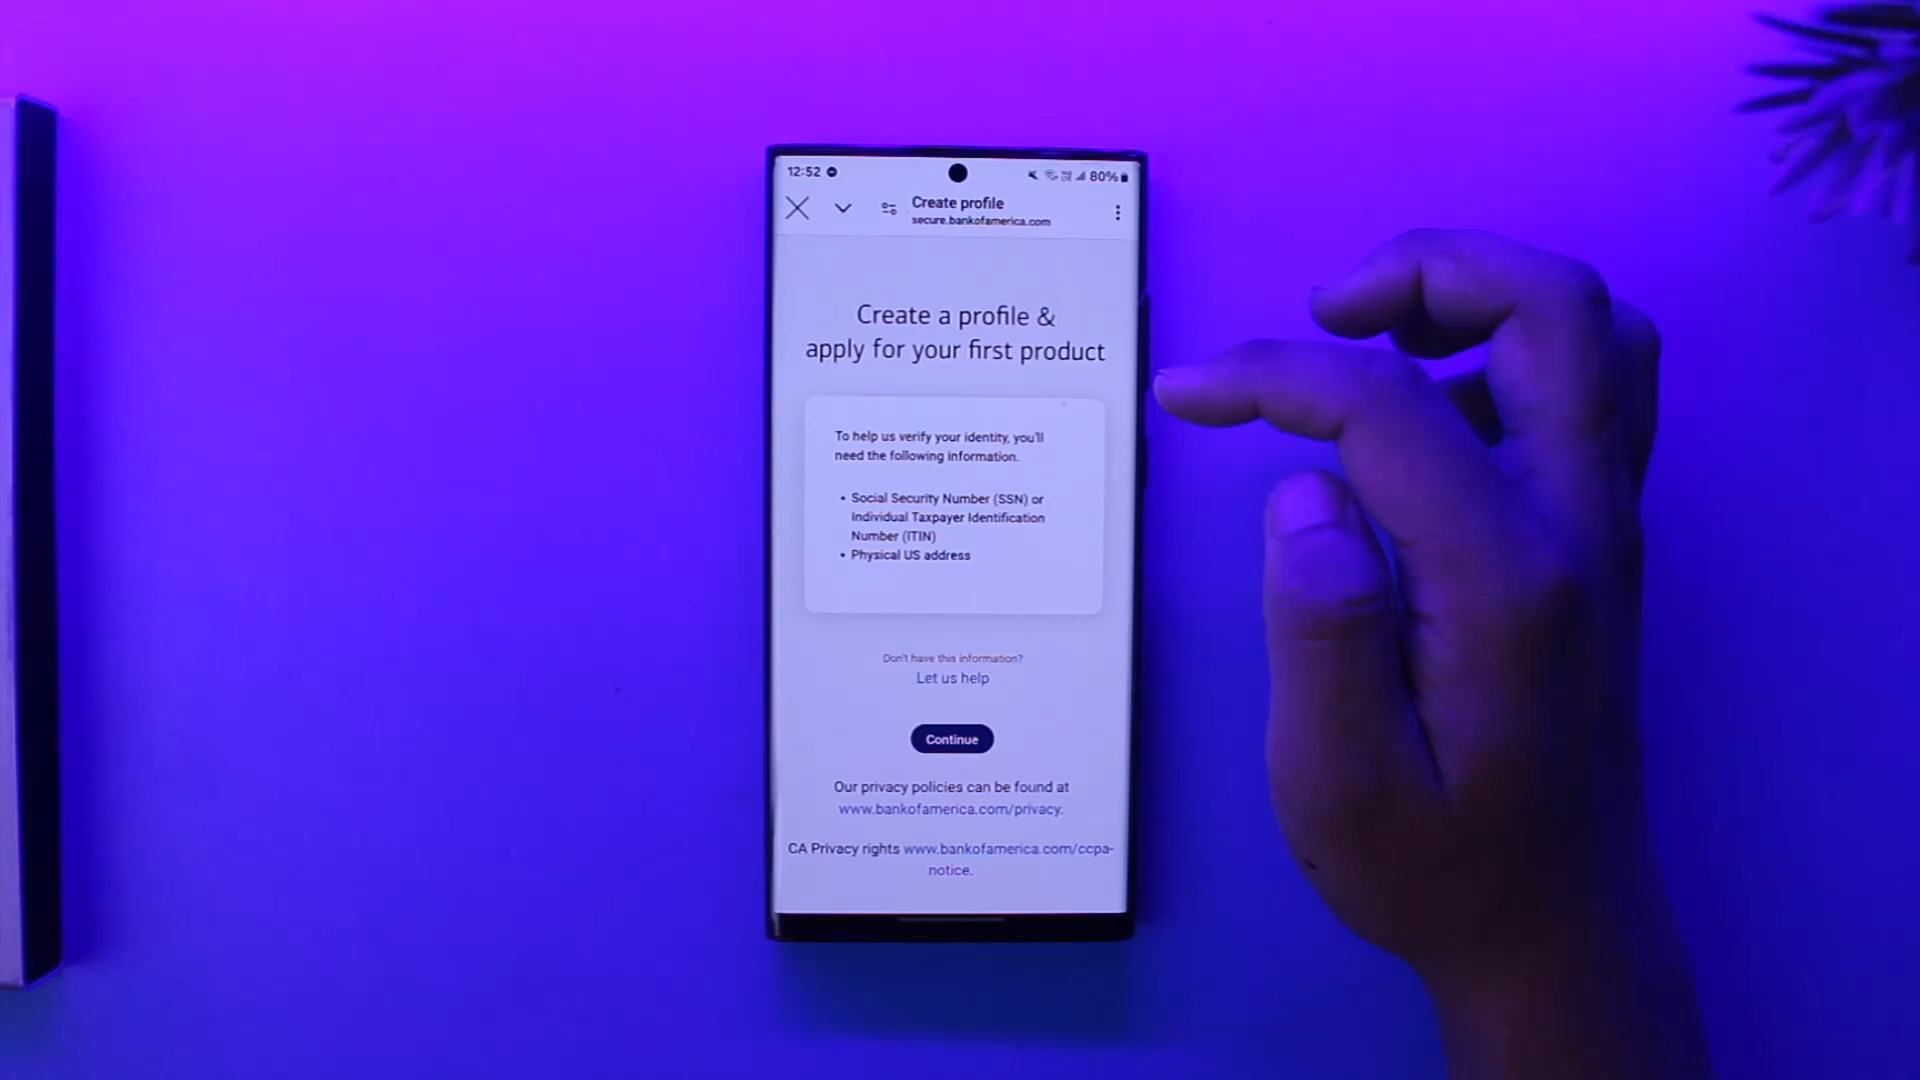 12:52
80%
Create profile
secure.bankofamerica.com
Create a profile &
apply for your first product
To help us verify your identity, you'll
need the following information.
• Social Security Number (SSN) or
Individual Taxpayer Identification
Number (ITIN)
• Physical US address
Don't have this information?
Let us help
Continue
Our privacy policies can be found at
www.bankofamerica.com/privacy.
CA Privacy rights www.bankofamerica.com/ccpa-
notice.